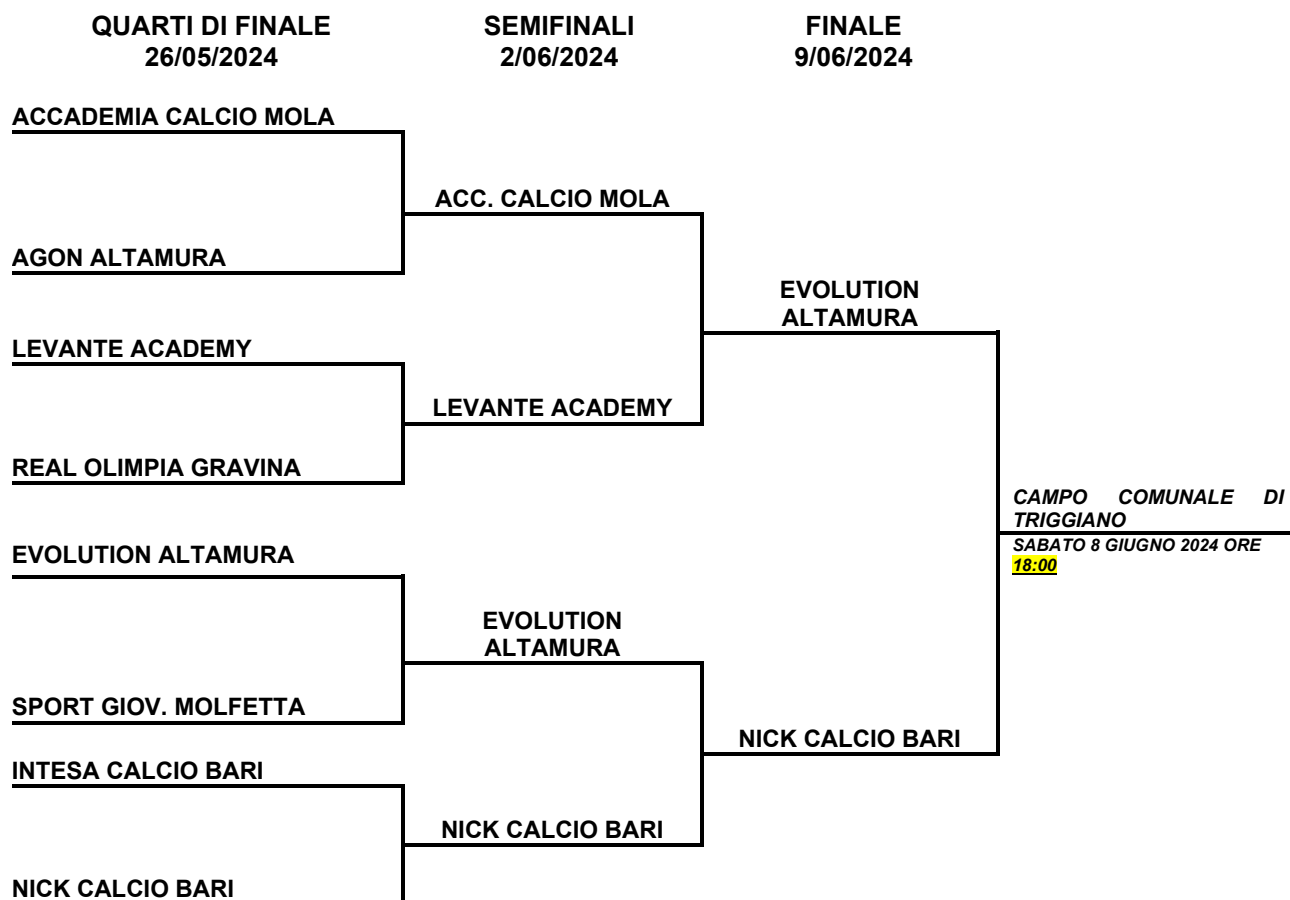 QUARTI DI FINALE
26/05/2024
SEMIFINALI
2/06/2024
FINALE
9/06/2024
ACCADEMIA CALCIO MOLA
ACC. CALCIO MOLA
AGON ALTAMURA
EVOLUTION
ALTAMURA
LEVANTE ACADEMY
LEVANTE ACADEMY
REAL OLIMPIA GRAVINA
CAMPO COMUNALE DI
TRIGGIANO
SABATO 8 GIUGNO 2024 ORE
18:00
EVOLUTION ALTAMURA
EVOLUTION
ALTAMURA
SPORT GIOV. MOLFETTA
NICK CALCIO BARI
INTESA CALCIO BARI
NICK CALCIO BARI
NICK CALCIO BARI